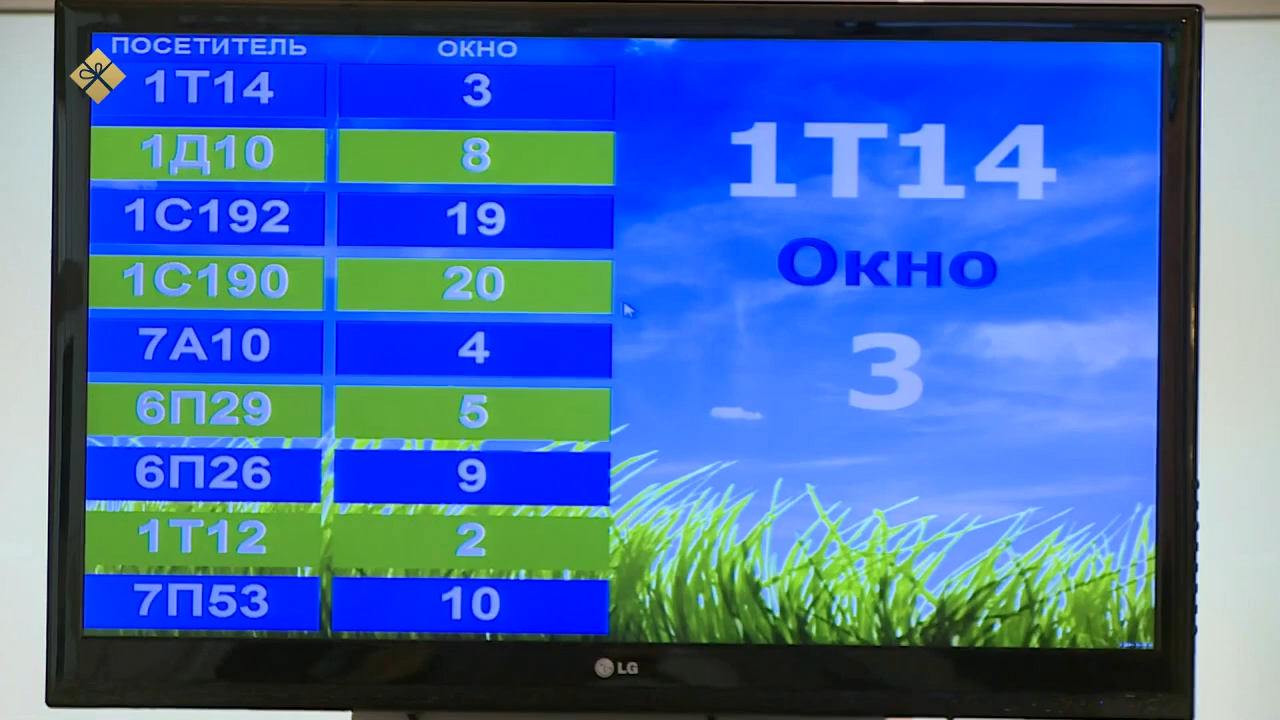 ПОСЕТИТЕЛЬ ОКНО
1Т14 3
1Д10 8
1С192 19
1С190 20
7А10 4
6П29 5
6П26 9
1Т12 2
7П53 10
1Т14
Окно
3
LG